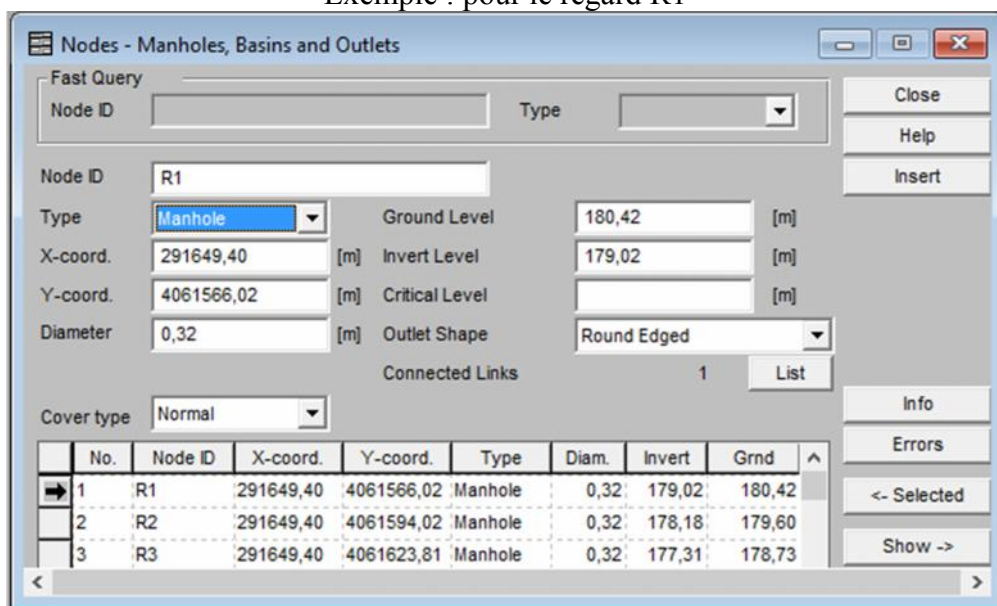 Exemple : pour le regard R1
Nodes - Manholes, Basins and Outlets
Fast Query
Node ID Type
Close
Help
Node ID R1 Insert
Type Manhole Ground Level 180,42 [m]
X-coord. 291649,40 [m] Invert Level 179,02 [m]
Y-coord. 4061566,02 [m] Critical Level [m]
Diameter 0,32 [m] Outlet Shape Round Edged
Connected Links 1 List
Cover type Normal Info
Errors
No. Node ID X-coord. Y-coord. Type Diam. Invert Grnd
1 R1 291649,40 4061566,02 Manhole 0,32 179,02 180,42
<- Selected
2 R2 291649,40 4061594,02 Manhole 0,32 178,18 179,60
3 R3 291649,40 4061623,81 Manhole 0,32 177,31 178,73
Show ->